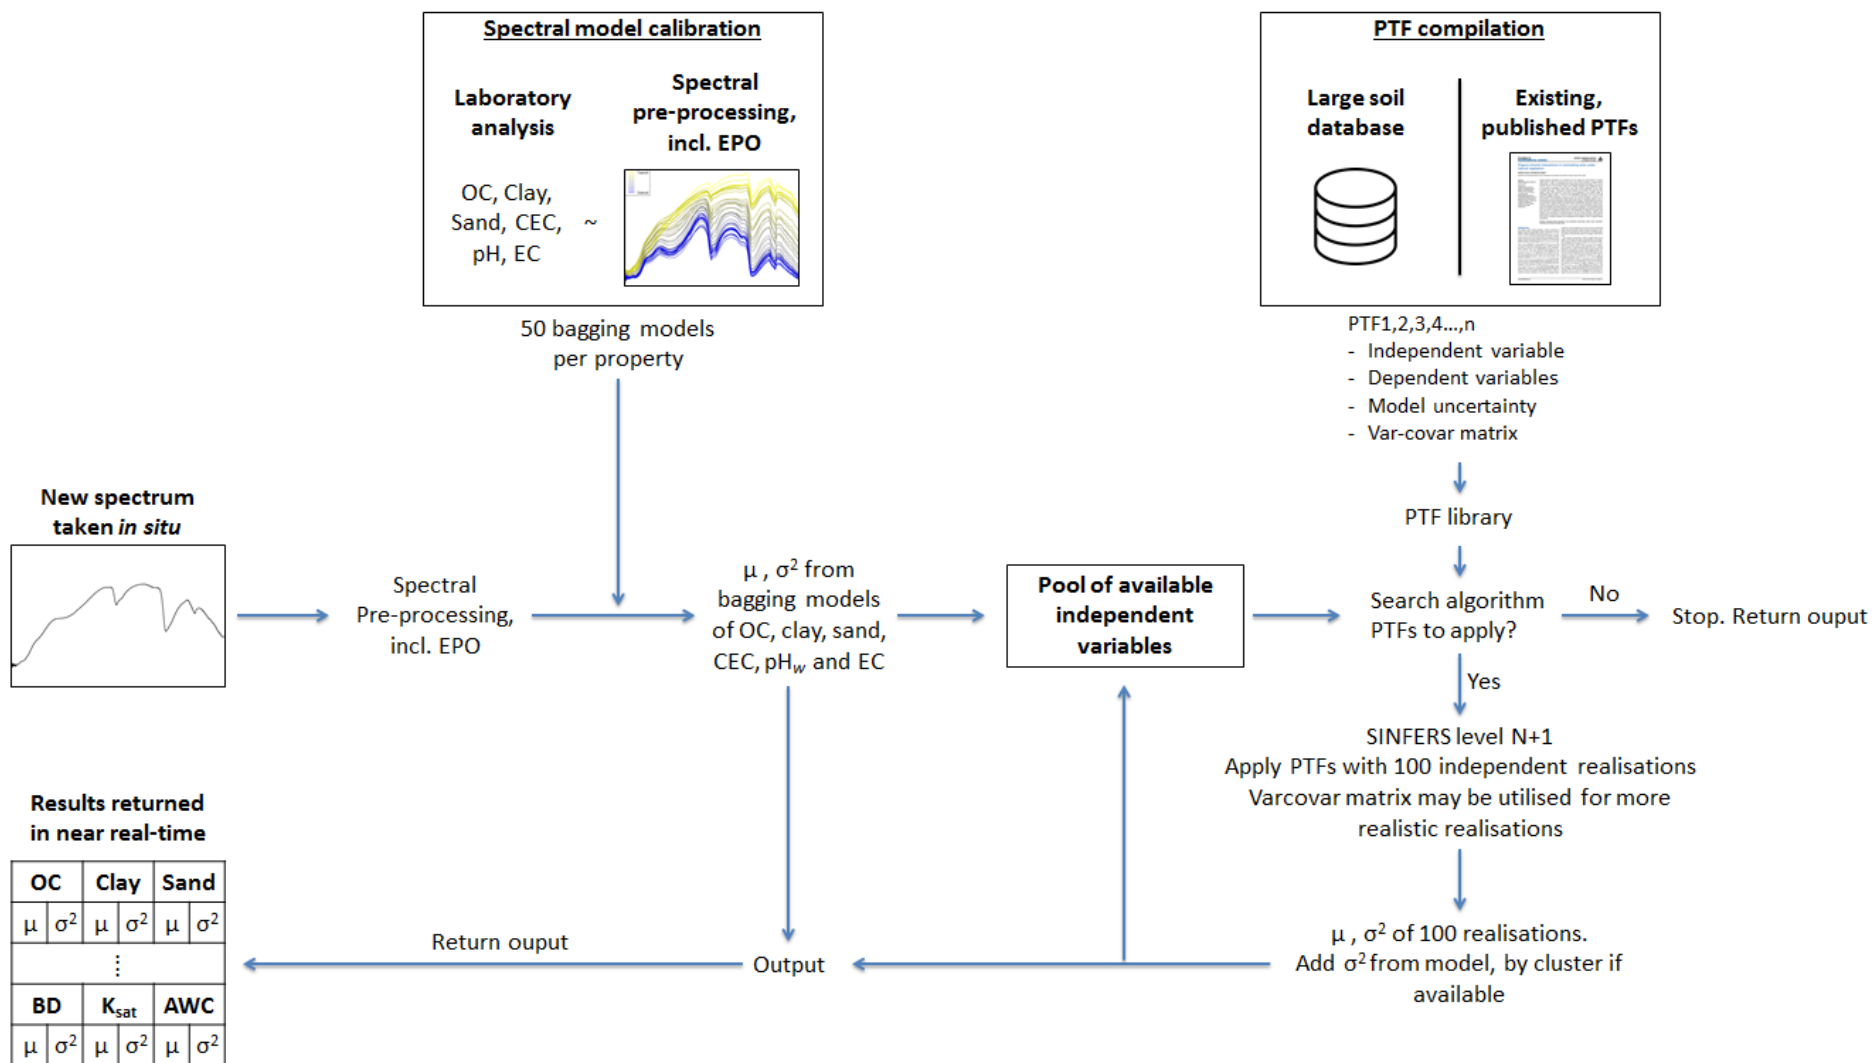 Spectral model calibration
Laboratory
analysis
Spectral
pre-processing,
incl. EPO
OC, Clay,
Sand, CEC, ~
pH, EC
50 bagging models
per property
PTF compilation
Large soil
database
Existing,
published PTFs
PTF1,2,3,4...,n
- Independent variable
- Dependent variables
- Model uncertainty
- Var-covar matrix
PTF library
New spectrum
taken in situ
Spectral
Pre-processing,
incl. EPO
μ , σ² from
bagging models
of OC, clay, sand,
CEC, pHw and EC
Pool of available
independent
variables
Search algorithm
PTFs to apply?
No
Stop. Return ouput
Yes
SINFERS level N+1
Apply PTFs with 100 independent realisations
Varcovar matrix may be utilised for more
realistic realisations
μ , σ² of 100 realisations.
Add σ² from model, by cluster if
available
Output
Return ouput
Results returned
in near real-time
OC Clay Sand
μ σ² μ σ² μ σ²
⋮
BD Ksat AWC
μ σ² μ σ² μ σ²